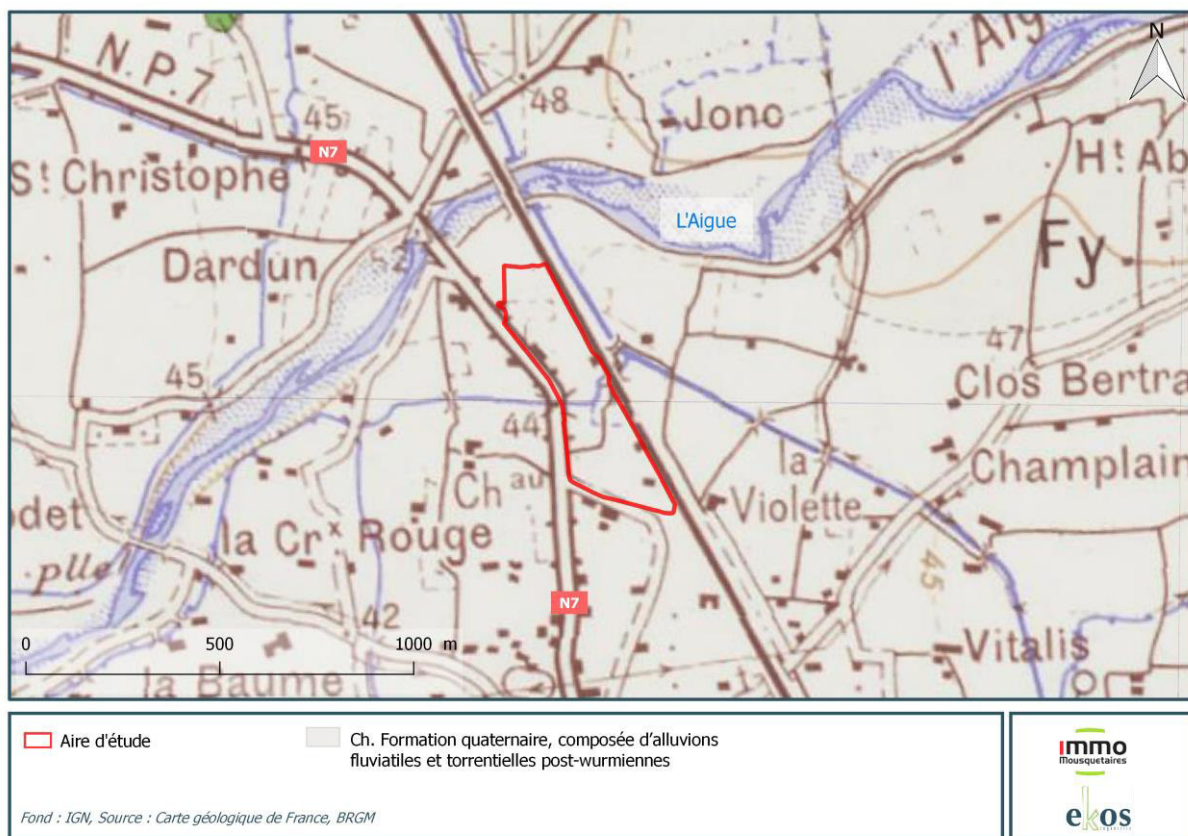 N.P.7
45
N7
48
Jonc
l'Aig
N
St Christophe
Ht Ab
L'Aigue
Fy
Dardun
52
47
45
Clos Bertra
44
Ch au
la
Violette
Champlain
odet
la Crx Rouge
plle
45
N7
0 500 1000 m
42
Vitalis
la Baume
Aire d'étude
Ch. Formation quaternaire, composée d'alluvions
fluviatiles et torrentielles post-wurmiennes
Fond : IGN, Source : Carte géologique de France, BRGM
immo
Mousquetaires
ekos